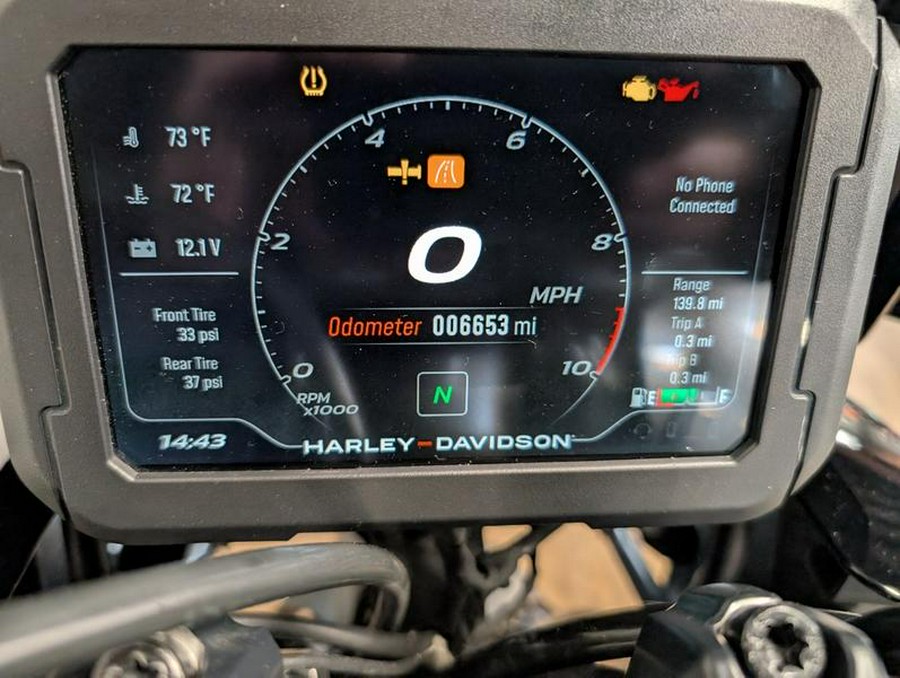 73 °F
72 °F
12.1 V
Front Tire
33 psi
Rear Tire
37 psi
14:43
0
2
4
6
8
10
RPM
x1000
0
MPH
Odometer 006653 mi
N
HARLEY-DAVIDSON
No Phone
Connected
Range
139.8 mi
Trip A
0.3 mi
Trip B
0.3 mi
E F